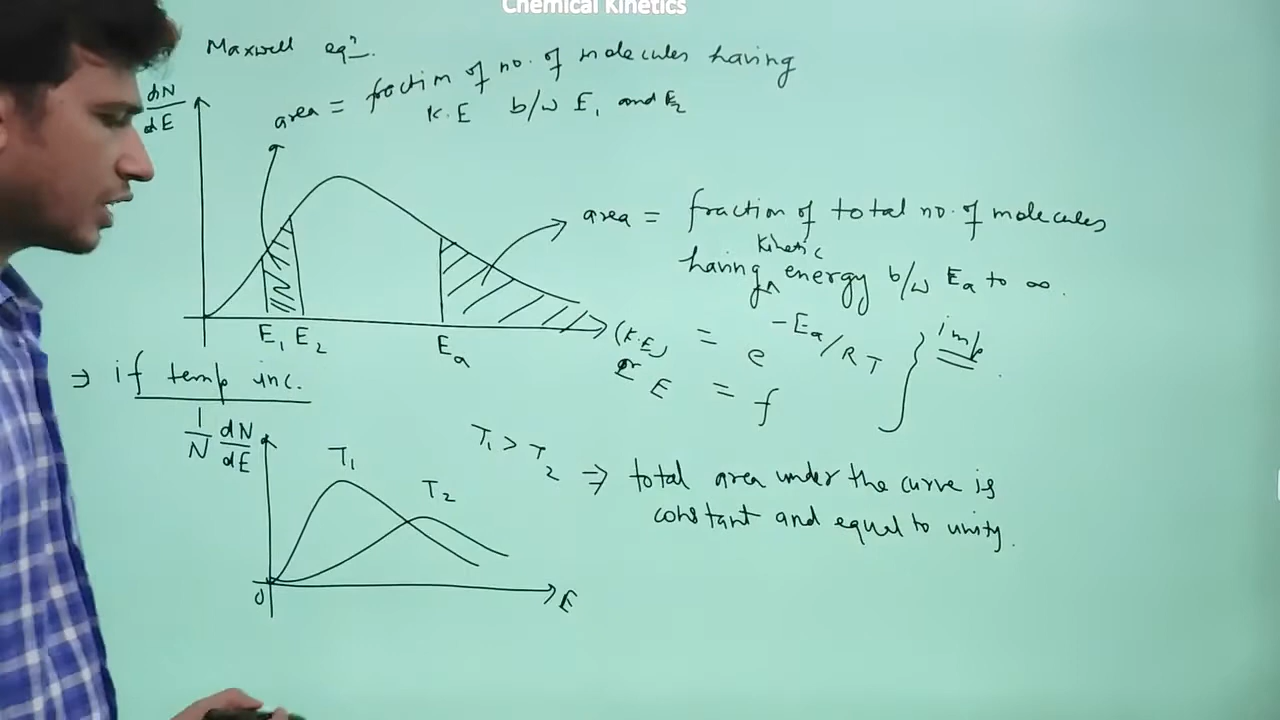 Chemical Kinetics
Maxwell eqn.
dN/dE
area = fraction of no. of molecules having
K.E b/w E1 and E2
area = fraction of total no. of molecules
having kinetic energy b/w Ea to ∞.
E1 E2
Ea
(K.E) or E
= e^-Ea/RT
= f
} imp
⇒ if temp inc.
1/N dN/dE
T1
T2
T1 > T2
⇒ total area under the curve is
constant and equal to unity.
0
E